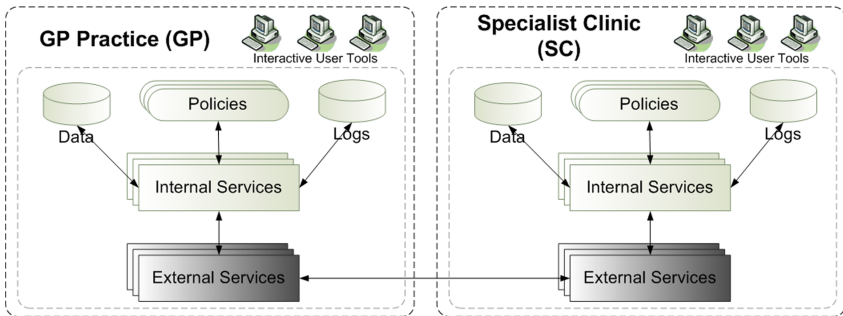 GP Practice (GP)
Interactive User Tools
Data
Policies
Logs
Internal Services
External Services
Specialist Clinic
(SC)
Interactive User Tools
Data
Policies
Logs
Internal Services
External Services